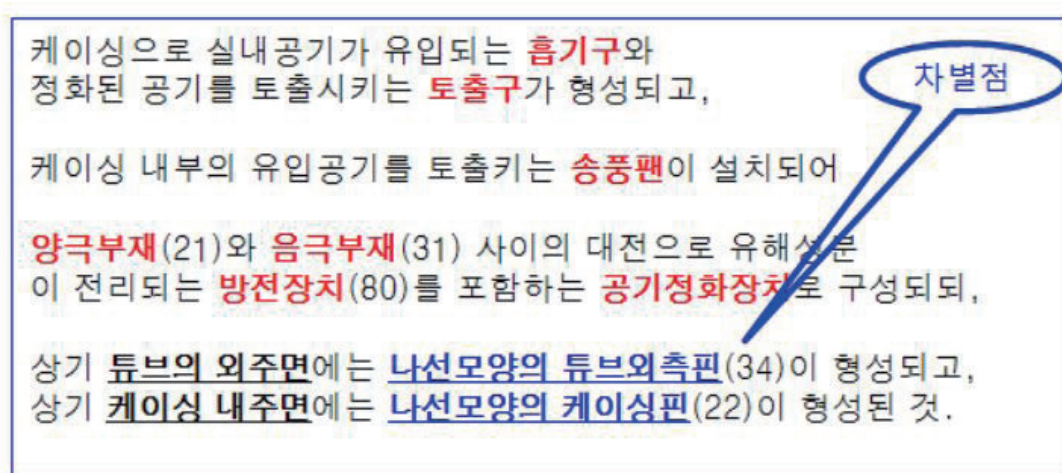 케이싱으로 실내공기가 유입되는 흡기구와
정화된 공기를 토출시키는 토출구가 형성되고,
차별점
케이싱 내부의 유입공기를 토출키는 송풍팬이 설치되어
양극부재(21)와 음극부재(31) 사이의 대전으로 유해성분
이 전리되는 방전장치(80)를 포함하는 공기정화장치로 구성되되,
상기 튜브의 외주면에는 나선모양의 튜브외측핀(34)이 형성되고,
상기 케이싱 내주면에는 나선모양의 케이싱핀(22)이 형성된 것.